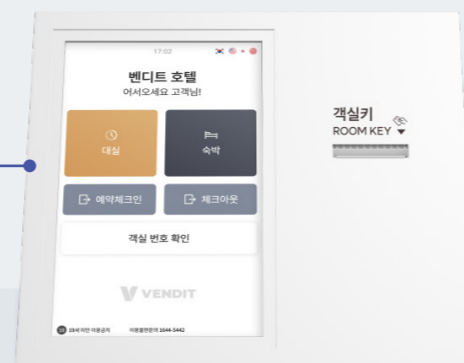 17:02
벤디트 호텔
어서오세요 고객님!
대실
숙박
예약체크인
체크아웃
객실 번호 확인
VENDIT
19세 미만 이용금지
이용불편문의 1644-5442
객실키
ROOM KEY